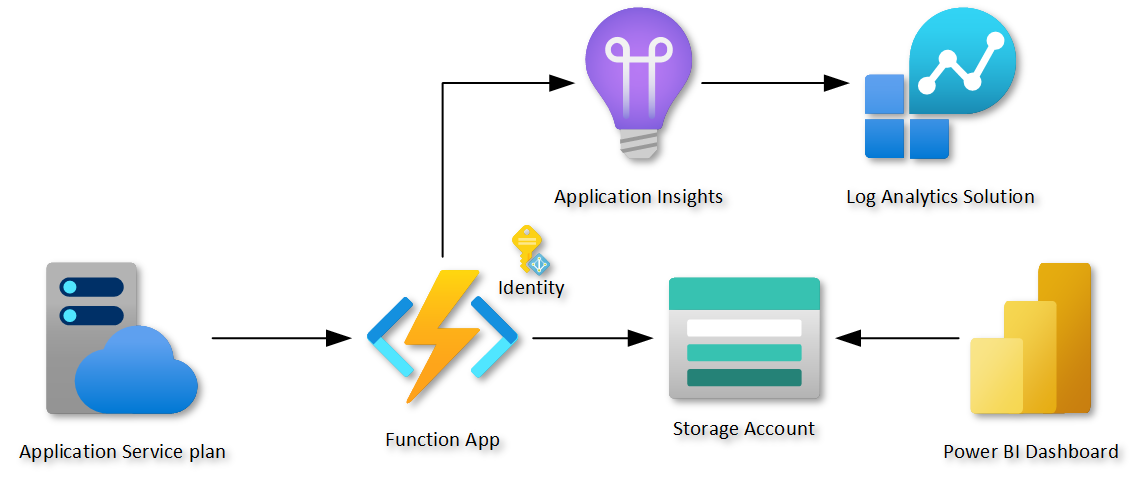 Application Insights
Log Analytics Solution
Identity
Application Service plan
Function App
Storage Account
Power BI Dashboard